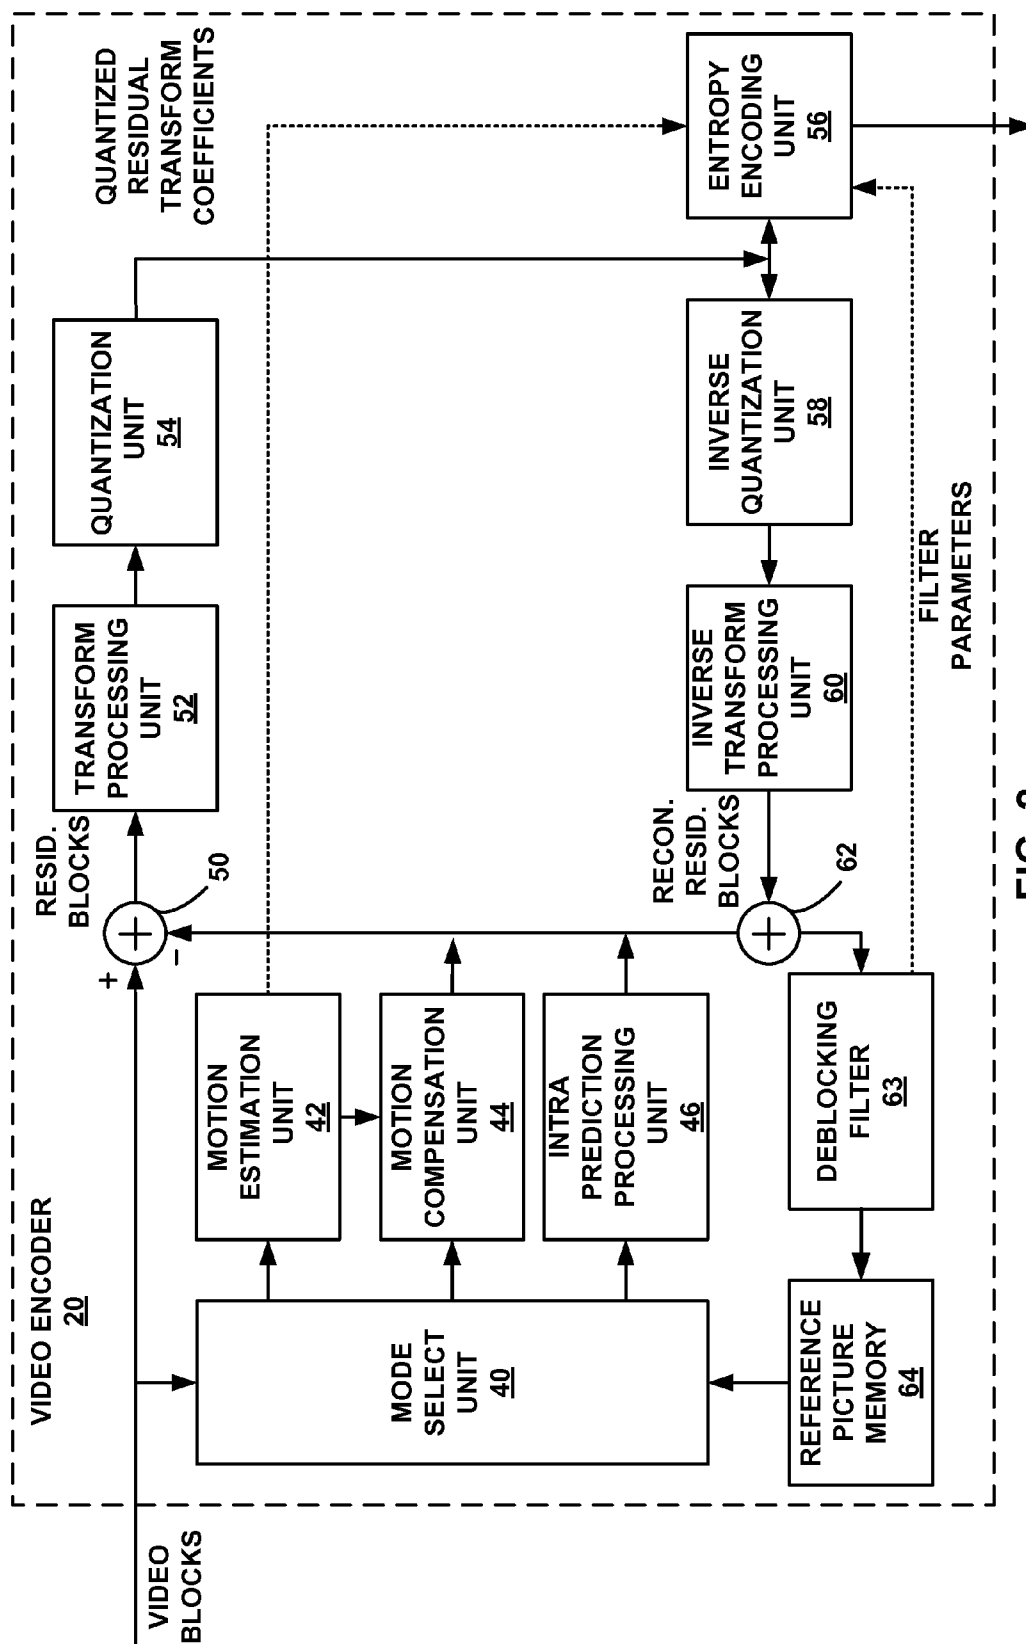 VIDEO ENCODER
20
VIDEO
BLOCKS
+
-
50
RESID.
BLOCKS
TRANSFORM
PROCESSING
UNIT
52
QUANTIZATION
UNIT
54
QUANTIZED
RESIDUAL
TRANSFORM
COEFFICIENTS
MODE
SELECT
UNIT
40
MOTION
ESTIMATION
UNIT
42
MOTION
COMPENSATION
UNIT
44
INTRA
PREDICTION
PROCESSING
UNIT
46
RECON.
RESID.
BLOCKS
62
INVERSE
TRANSFORM
PROCESSING
UNIT
60
INVERSE
QUANTIZATION
UNIT
58
ENTROPY
ENCODING
UNIT
56
REFERENCE
PICTURE
MEMORY
64
DEBLOCKING
FILTER
63
FILTER
PARAMETERS
FIG.